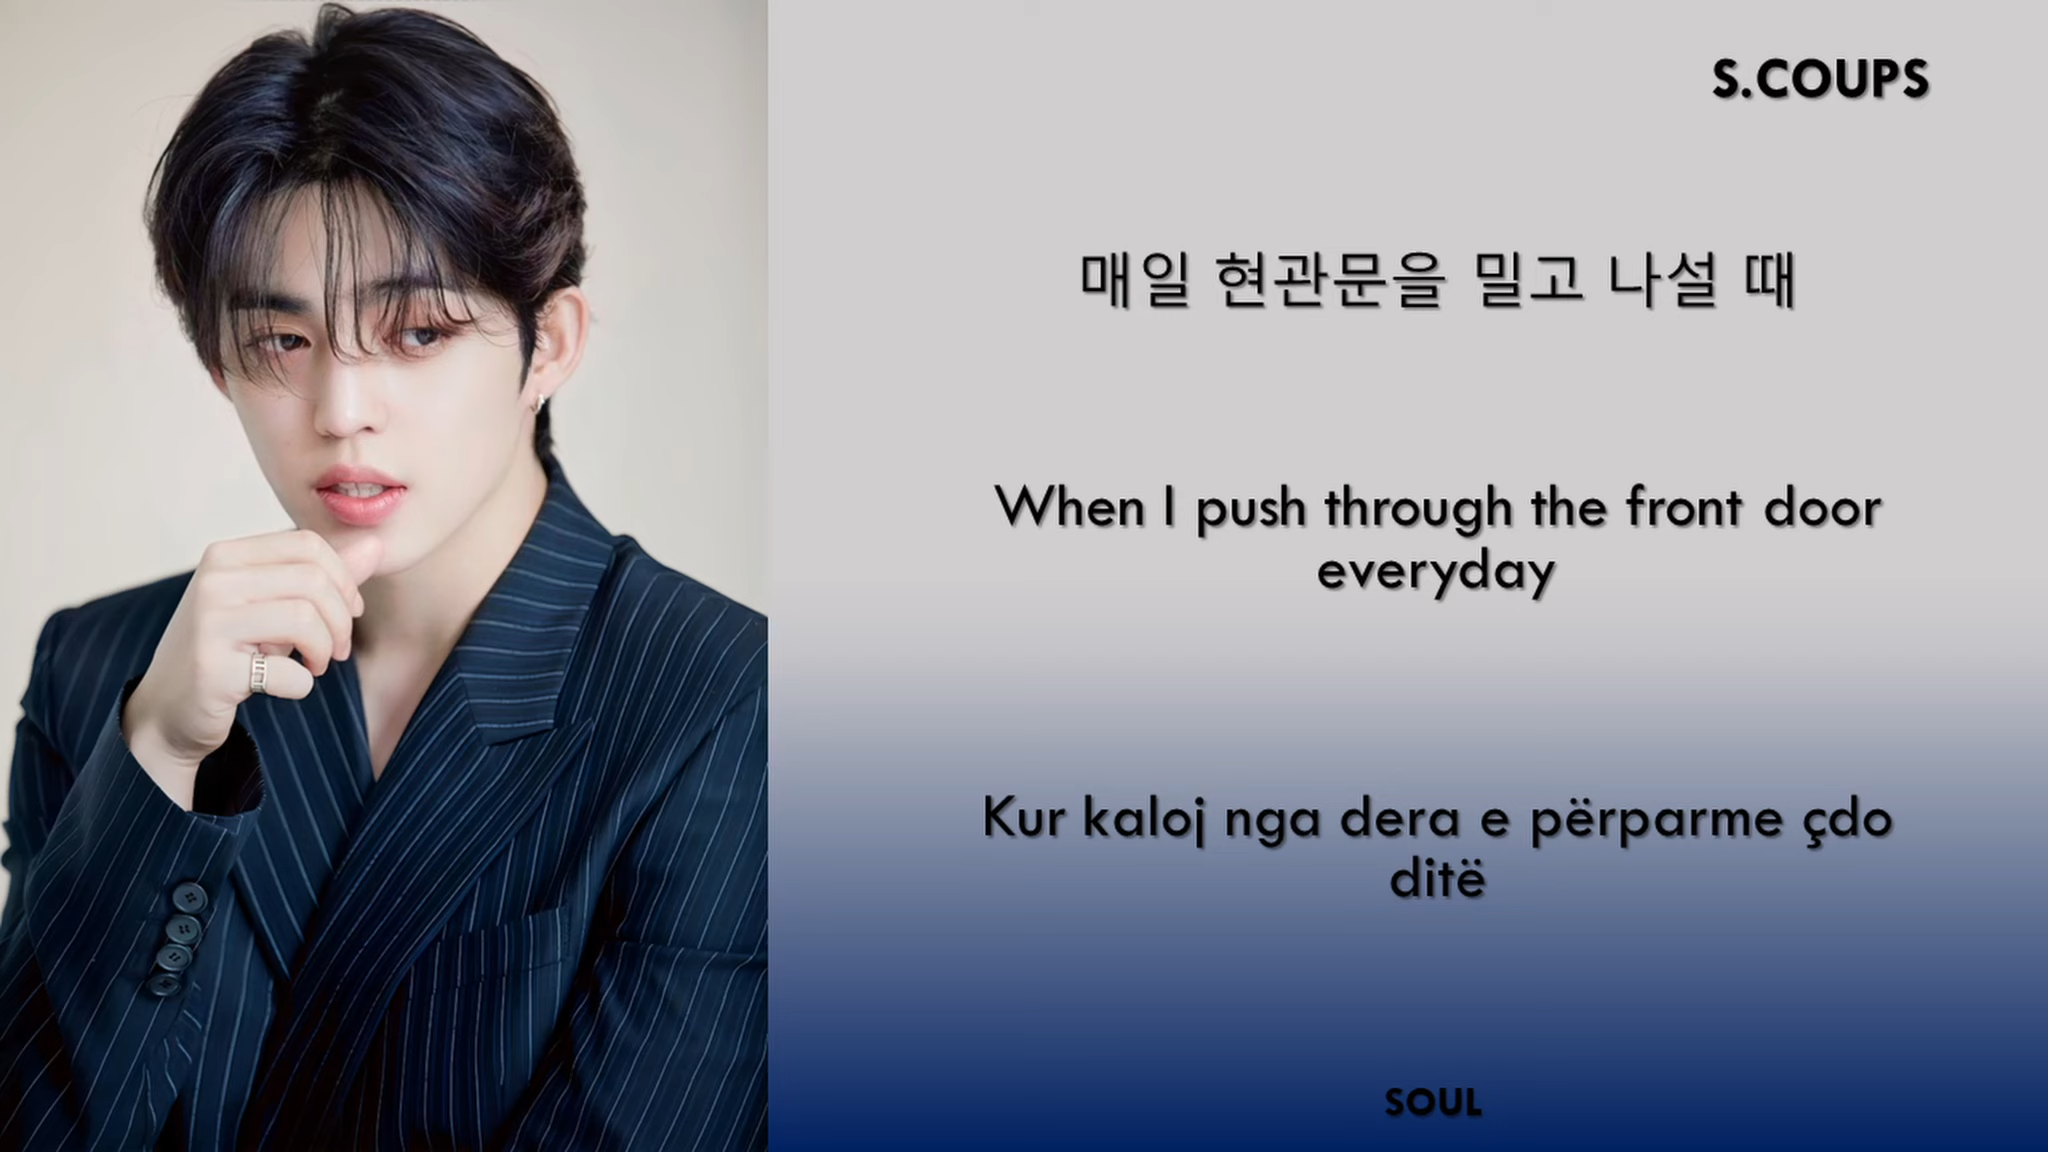 S.COUPS
매일 현관문을 밀고 나설 때
When I push through the front door
everyday
Kur kaloj nga dera e përparme çdo
ditë
SOUL